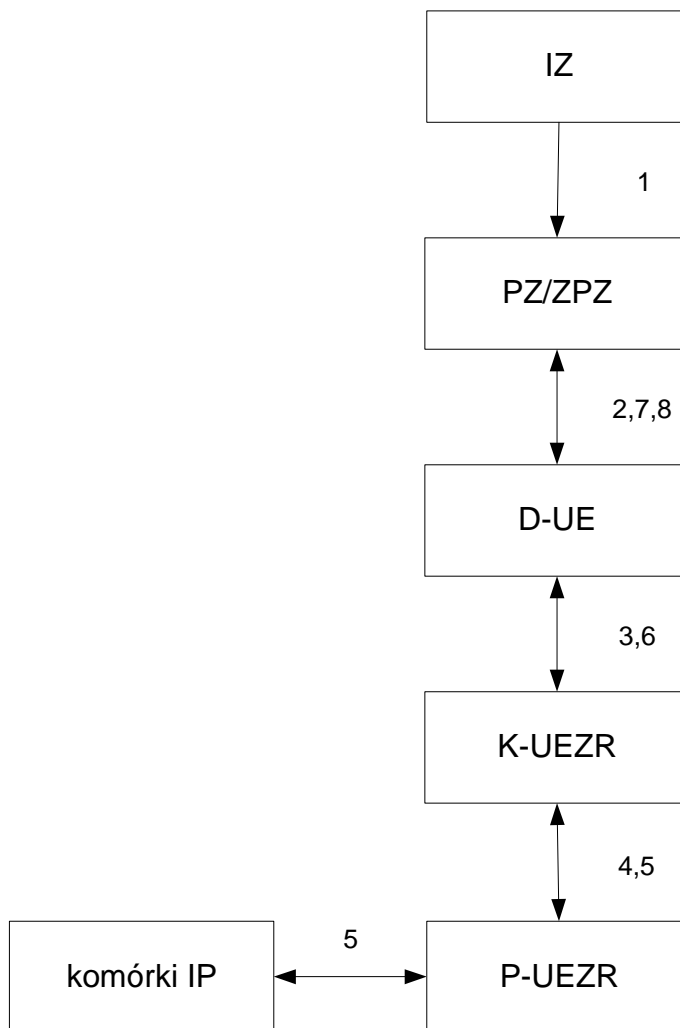 IZ
1
PZ/ZPZ
2,7,8
D-UE
3,6
K-UEZR
4,5
5
komórki IP
P-UEZR